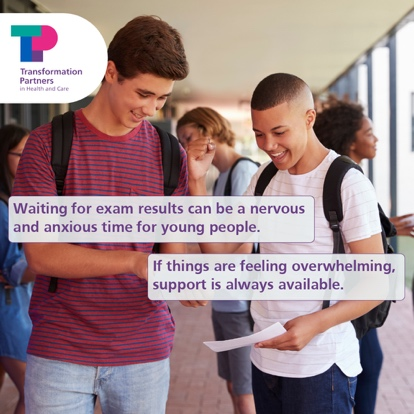 TP
Transformation
Partners
in Health and Care
Waiting for exam results can be a nervous
and anxious time for young people.
If things are feeling overwhelming,
support is always available.